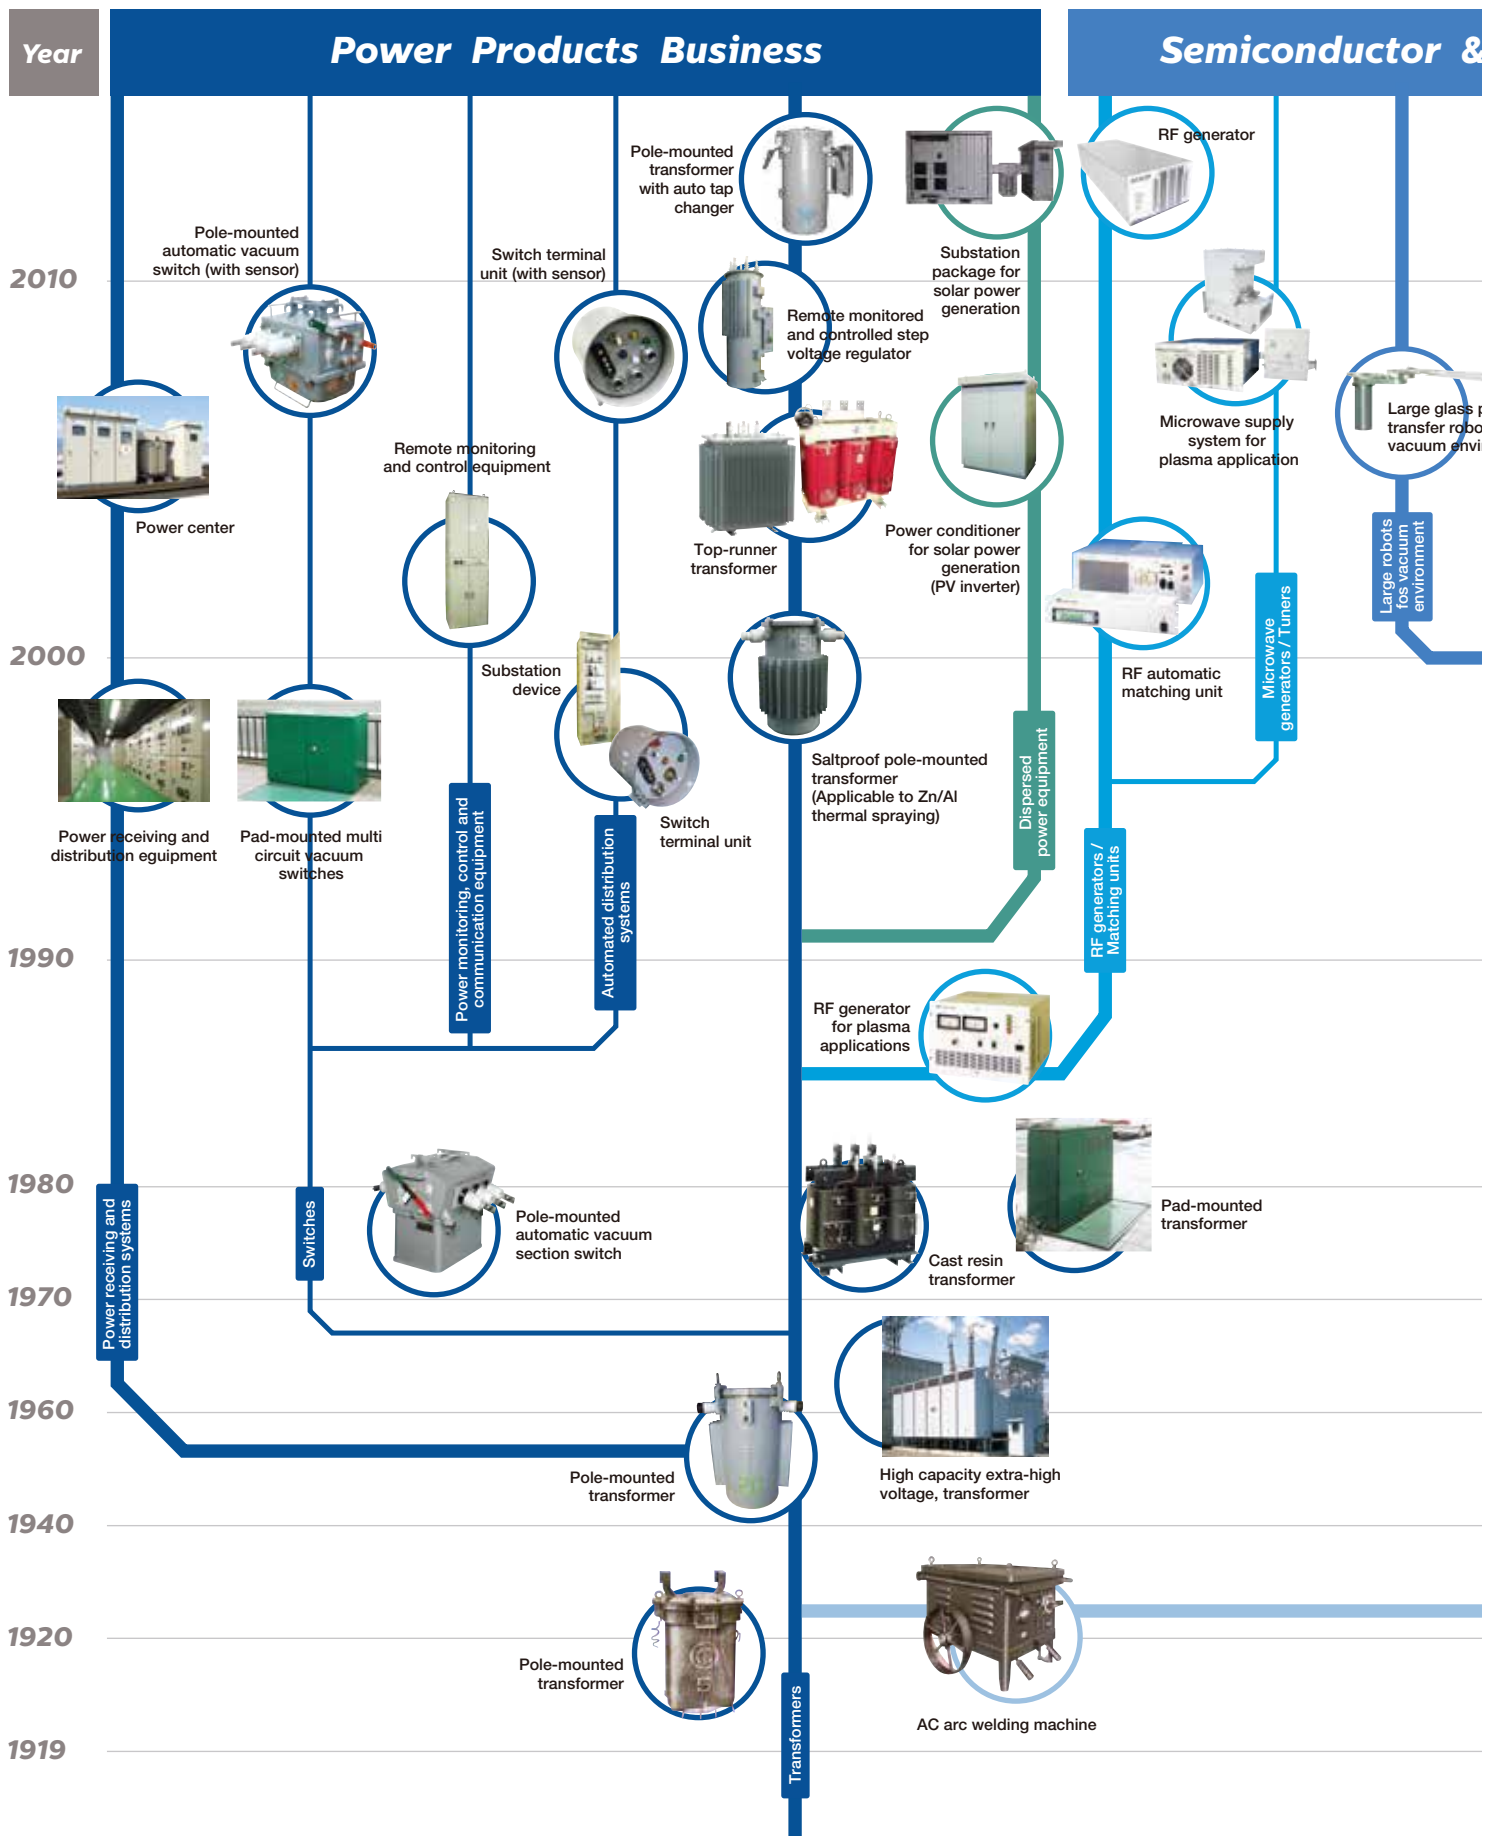 Year
Power Products Business
Semiconductor &
RF generator
Pole-mounted
transformer
with auto tap
changer
Pole-mounted
automatic vacuum
switch (with sensor)
Switch terminal
unit (with sensor)
Substation
package for
solar power
generation
2010
Remote monitored
and controlled step
voltage regulator
Microwave supply
system for
plasma application
Large glass
transfer
vacuum
Remote monitoring
and control equipment
Power center
Top-runner
transformer
Power conditioner
for solar power
generation
(PV inverter)
Large robots
fos vacuum
environment
Microwave
generators / Tuners
2000
Substation
device
RF automatic
matching unit
Saltproof pole-mounted
transformer
(Applicable to Zn/Al
thermal spraying)
Dispersed
power equipment
Switch
terminal unit
Power receiving and
distribution eguipment
Pad-mounted multi
circuit vacuum
switches
Power monitoring, control and
communication equipment
Automated distribution
systems
RF generators /
Matching units
1990
RF generator
for plasma
applications
1980
Power receiving and
distribution systems
Switches
Pole-mounted
automatic vacuum
section switch
Cast resin
transformer
Pad-mounted
transformer
1970
1960
Pole-mounted
transformer
High capacity extra-high
voltage, transformer
1940
1920
Pole-mounted
transformer
Transformers
AC arc welding machine
1919